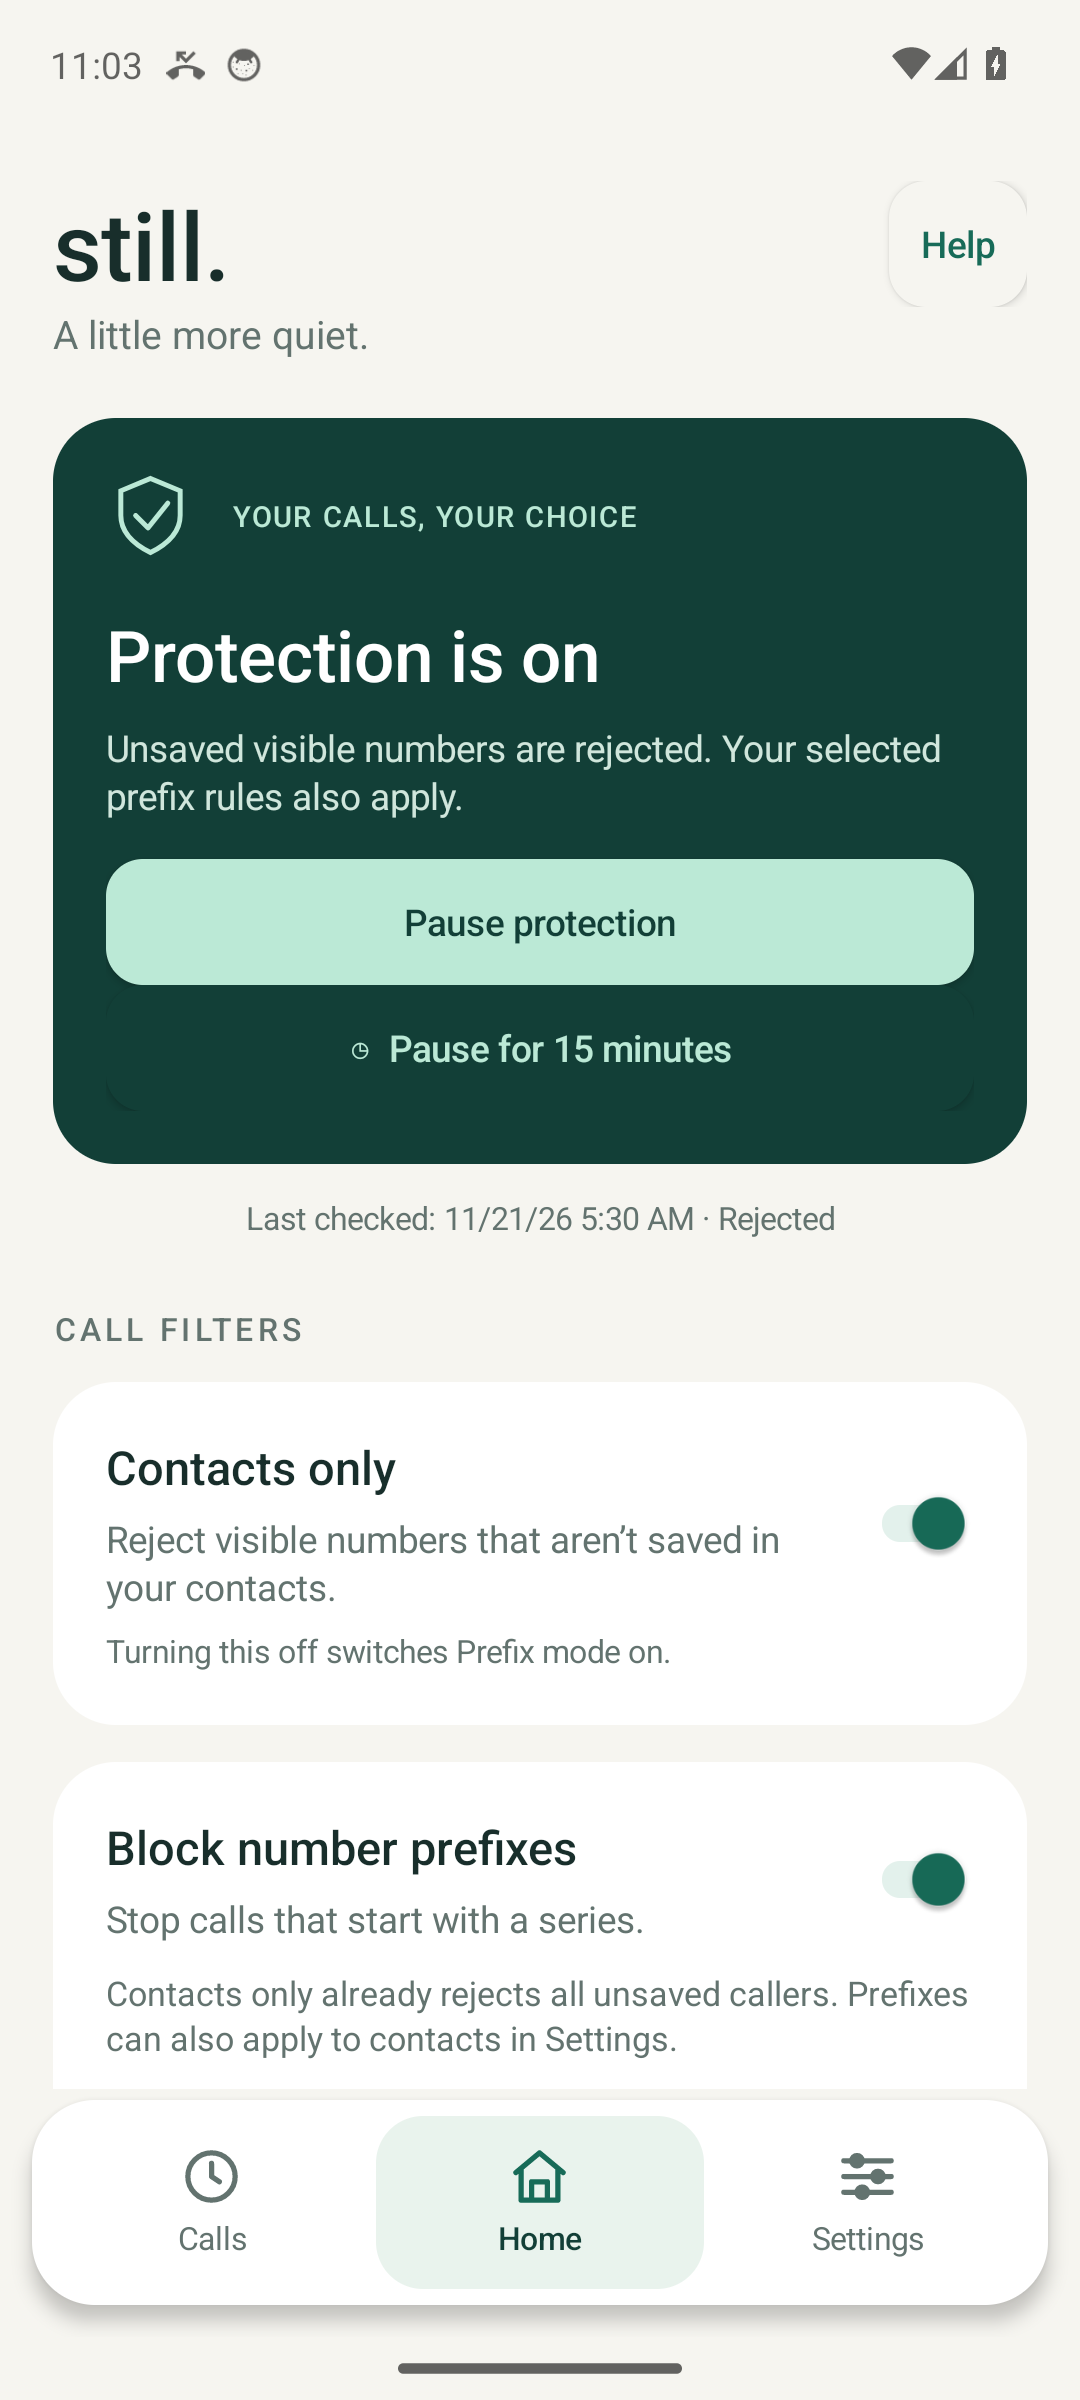 11:03
still.
Help
A little more quiet.
YOUR CALLS, YOUR CHOICE
Protection is on
Unsaved visible numbers are rejected. Your selected
prefix rules also apply.
Pause protection
Pause for 15 minutes
Last checked: 11/21/26 5:30 AM · Rejected
CALL FILTERS
Contacts only
Reject visible numbers that aren’t saved in
your contacts.
Turning this off switches Prefix mode on.
Block number prefixes
Stop calls that start with a series.
Contacts only already rejects all unsaved callers. Prefixes
can also apply to contacts in Settings.
Calls
Home
Settings